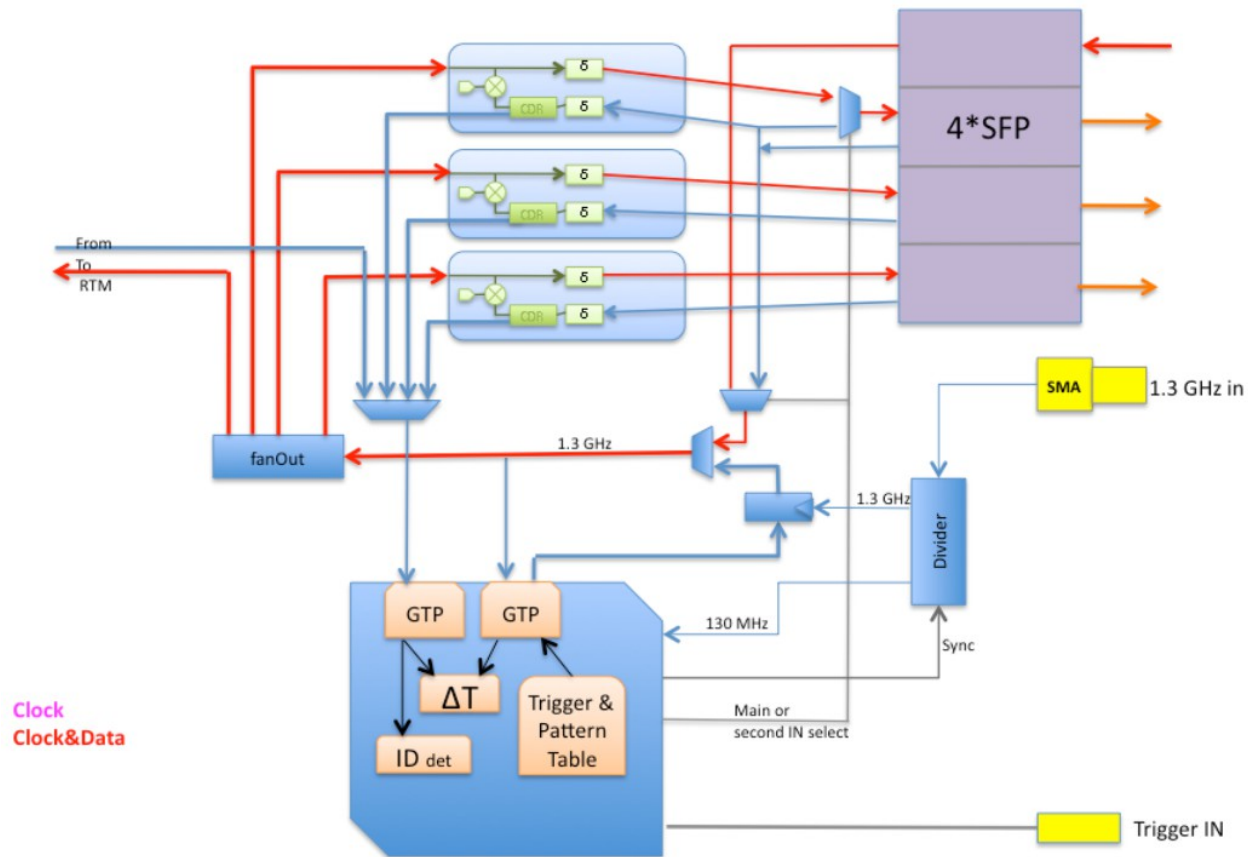 δ
CDR
δ
4*SFP
δ
CDR
δ
From
To
RTM
δ
CDR
δ
SMA
1.3 GHz in
1.3 GHz
fanOut
1.3 GHz
Divider
GTP
GTP
130 MHz
Sync
ΔT
Trigger &
Pattern
Table
Main or
second IN select
Clock
Clock&Data
ID det
Trigger IN